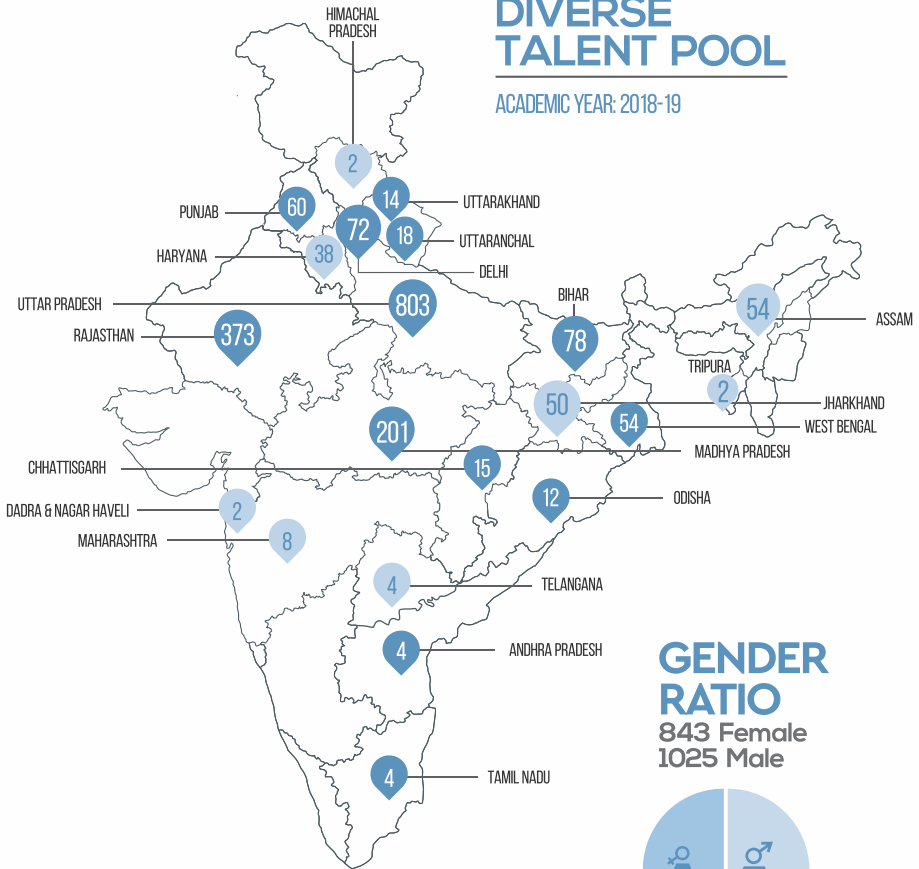 DIVERSE
TALENT POOL
ACADEMIC YEAR: 2018-19
HIMACHAL
PRADESH
2
14
UTTARAKHAND
PUNJAB
60
72
18
UTTARANCHAL
HARYANA
38
DELHI
UTTAR PRADESH
803
BIHAR
54
ASSAM
RAJASTHAN
373
78
TRIPURA
2
50
JHARKHAND
54
WEST BENGAL
201
MADHYA PRADESH
CHHATTISGARH
15
DADRA & NAGAR HAVELI
2
12
ODISHA
MAHARASHTRA
8
4
TELANGANA
4
ANDHRA PRADESH
GENDER
RATIO
843 Female
1025 Male
4
TAMIL NADU